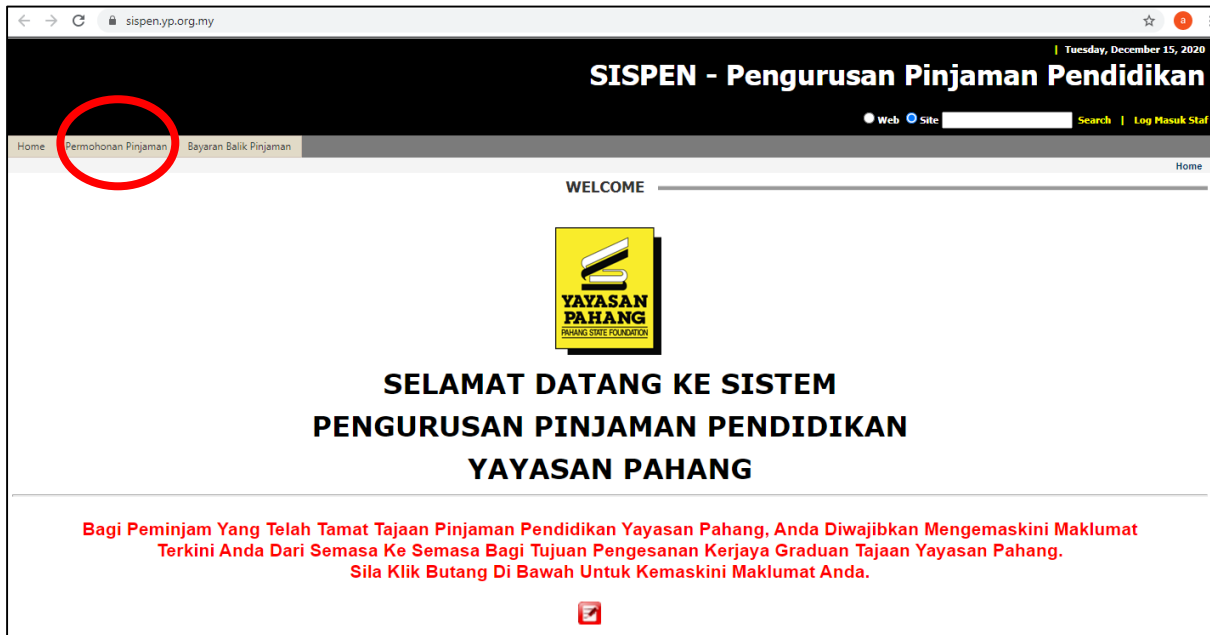 sispen.yp.org.my
a
| Tuesday, December 15, 2020
SISPEN - Pengurusan Pinjaman Pendidikan
Web Site Search | Log Masuk Staf
Home Permohonan Pinjaman Bayaran Balik Pinjaman
Home
WELCOME
YAYASAN
PAHANG
PAHANG STATE FOUNDATION
SELAMAT DATANG KE SISTEM
PENGURUSAN PINJAMAN PENDIDIKAN
YAYASAN PAHANG
Bagi Peminjam Yang Telah Tamat Tajaan Pinjaman Pendidikan Yayasan Pahang, Anda Diwajibkan Mengemaskini Maklumat
Terkini Anda Dari Semasa Ke Semasa Bagi Tujuan Pengesanan Kerjaya Graduan Tajaan Yayasan Pahang.
Sila Klik Butang Di Bawah Untuk Kemaskini Maklumat Anda.